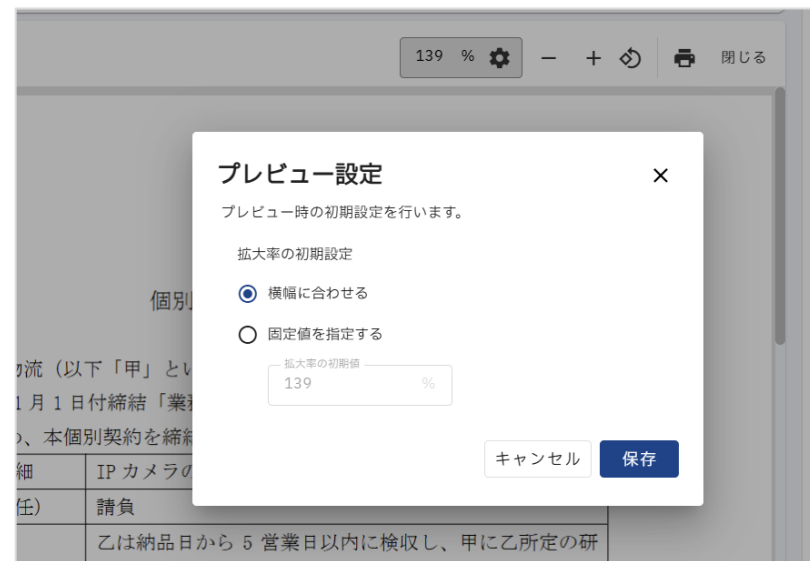 139 %
閉じる
プレビュー設定
プレビュー時の初期設定を行います。
拡大率の初期設定
横幅に合わせる
固定値を指定する
拡大率の初期値
139 %
キャンセル
保存
個別
流（以下「甲」とい
1月1日付締結「業
、本個別契約を締
細
IP カメラの
任）
請負
乙は納品日から 5 営業日以内に検収し、甲に乙所定の研